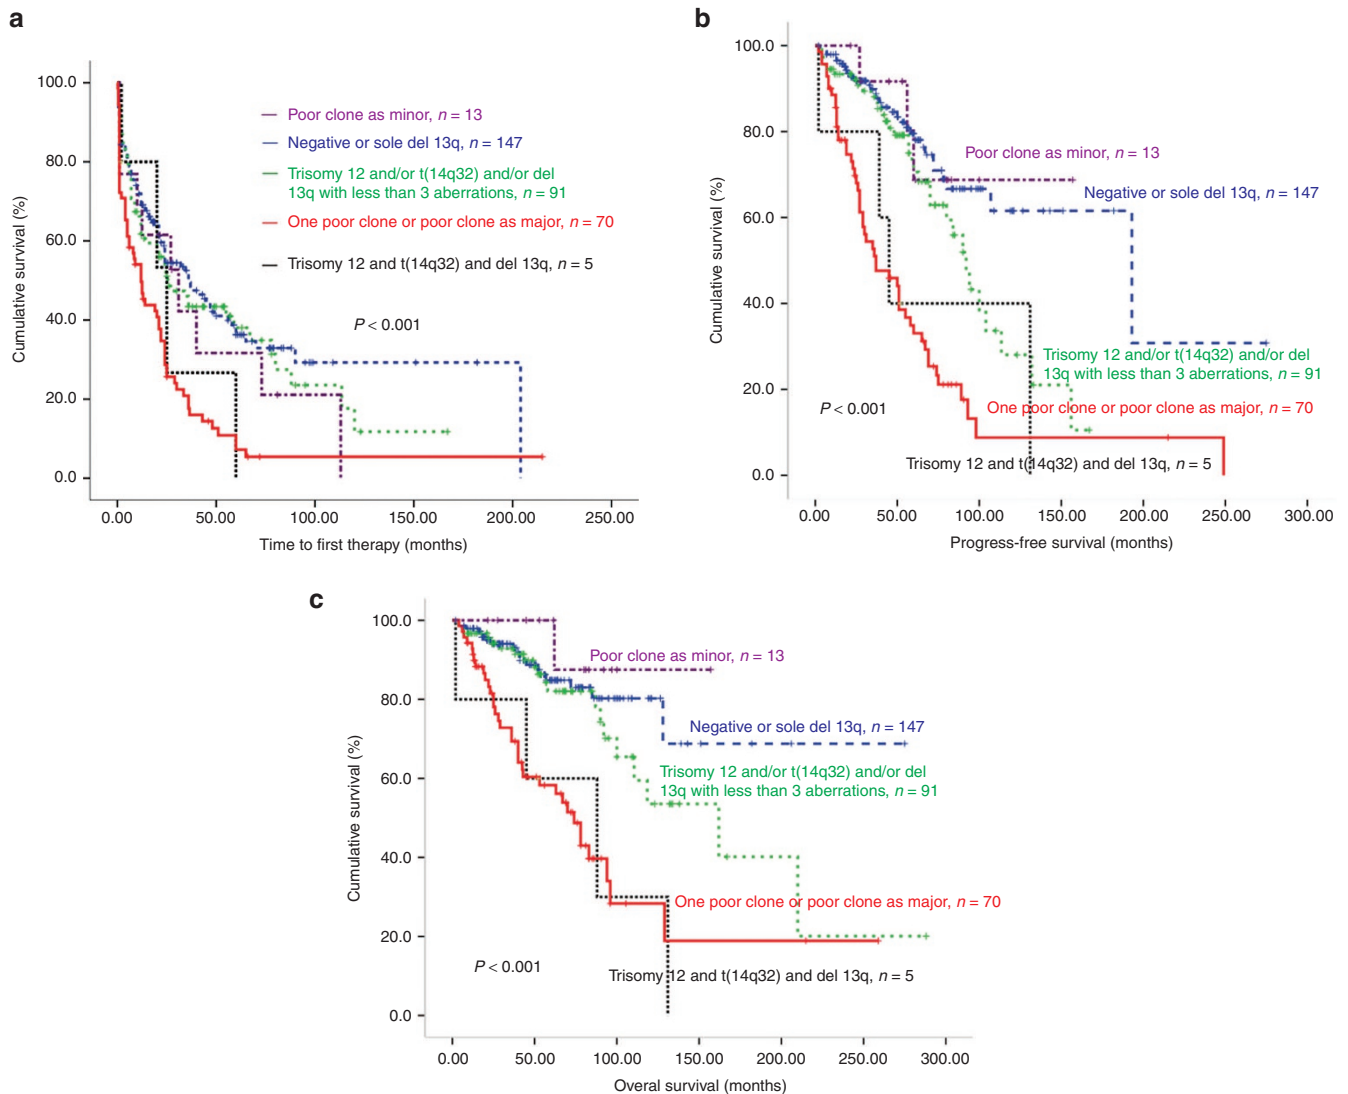 a
100.0
80.0
60.0
40.0
20.0
0.0
Cumulative survival (%)
Poor clone as minor, n = 13
Negative or sole del 13q, n = 147
Trisomy 12 and/or t(14q32) and/or del
13q with less than 3 aberrations, n = 91
One poor clone or poor clone as major, n = 70
Trisomy 12 and t(14q32) and del 13q, n = 5
P < 0.001
0.00 50.00 100.00 150.00 200.00 250.00
Time to first therapy (months)
b
100.0
80.0
60.0
40.0
20.0
0.0
Cumulative survival (%)
Poor clone as minor, n = 13
Negative or sole del 13q, n = 147
Trisomy 12 and/or t(14q32) and/or del
13q with less than 3 aberrations, n = 91
One poor clone or poor clone as major, n = 70
P < 0.001
Trisomy 12 and t(14q32) and del 13q, n = 5
0.00 50.00 100.00 150.00 200.00 250.00 300.00
Progress-free survival (months)
c
100.0
80.0
60.0
40.0
20.0
0.0
Cumulative survival (%)
Poor clone as minor, n = 13
Negative or sole del 13q, n = 147
Trisomy 12 and/or t(14q32) and/or del
13q with less than 3 aberrations, n = 91
One poor clone or poor clone as major, n = 70
P < 0.001
Trisomy 12 and t(14q32) and del 13q, n = 5
0.00 50.00 100.00 150.00 200.00 250.00 300.00
Overal survival (months)